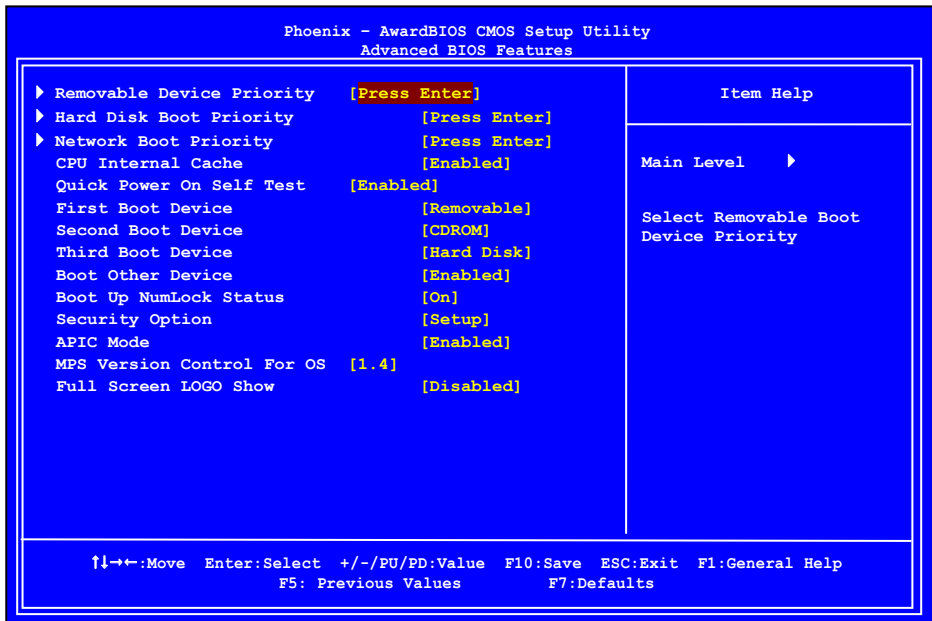 Phoenix – AwardBIOS CMOS Setup Utility
Advanced BIOS Features
Removable Device Priority [Press Enter]
Hard Disk Boot Priority [Press Enter]
Network Boot Priority [Press Enter]
CPU Internal Cache [Enabled]
Quick Power On Self Test [Enabled]
First Boot Device [Removable]
Second Boot Device [CDROM]
Third Boot Device [Hard Disk]
Boot Other Device [Enabled]
Boot Up NumLock Status [On]
Security Option [Setup]
APIC Mode [Enabled]
MPS Version Control For OS [1.4]
Full Screen LOGO Show [Disabled]
Item Help
Main Level
Select Removable Boot
Device Priority
↑↓→←:Move Enter:Select +/-/PU/PD:Value F10:Save ESC:Exit F1:General Help
F5: Previous Values F7:Defaults